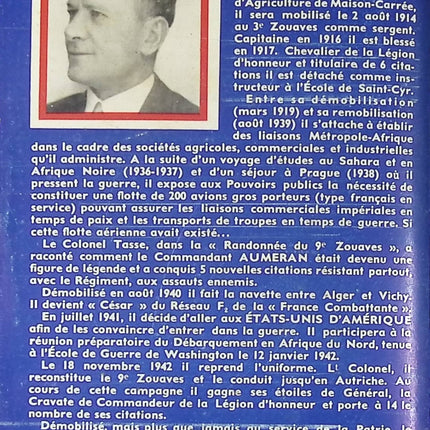 d'Agriculture de Maison-Carrée,
il sera mobilisé le 2 août 1914
au 3e Zouaves comme sergent.
Capitaine en 1916 il est blessé
en 1917. Chevalier de la Légion
d'honneur et titulaire de 6 cita-
tions il est détaché comme ins-
tructeur à l'École de Saint-Cyr.
Entre sa démobilisation
(mars 1919) et sa remobilisation
(août 1939) il s'attache à établir
des liaisons Métropole-Afrique
dans le cadre des sociétés agricoles, commerciales et industrielles
qu'il administre. A la suite d'un voyage d'études au Sahara et en
Afrique Noire (1936-1937) et d'un séjour à Prague (1938) où il
pressent la guerre, il expose aux Pouvoirs publics la nécessité de
constituer une flotte de 200 avions gros porteurs (type français en
service) pouvant assurer les liaisons commerciales impériales en
temps de paix et les transports de troupes en temps de guerre. Si
cette flotte aérienne avait existé...
Le Colonel Tasse, dans la « Randonnée du 9e Zouaves », a
raconté comment le Commandant AUMERAN était devenu une
figure de légende et a conquis 5 nouvelles citations résistant partout,
avec le Régiment, aux assauts ennemis.
Démobilisé en août 1940 il fait la navette entre Alger et Vichy.
Il devient « César » du Réseau F. de la « France Combattante ».
En juillet 1941, il décide d'aller aux ÉTATS-UNIS D'AMÉRIQUE
afin de les convaincre d'entrer dans la guerre. Il participera à la
réunion préparatoire du Débarquement en Afrique du Nord, tenue
à l'École de Guerre de Washington le 12 janvier 1942.
Le 18 novembre 1942 il reprend l'uniforme. Lt Colonel, il
reconstitue le 9e Zouaves et le conduit jusqu'en Autriche. Au
cours de cette campagne il gagne ses étoiles de Général, la
Cravate de Commandeur de la Légion d'honneur et porte à 14 le
nombre de ses citations.
Démobilisé, mais plus que jamais au service de la Patrie, le